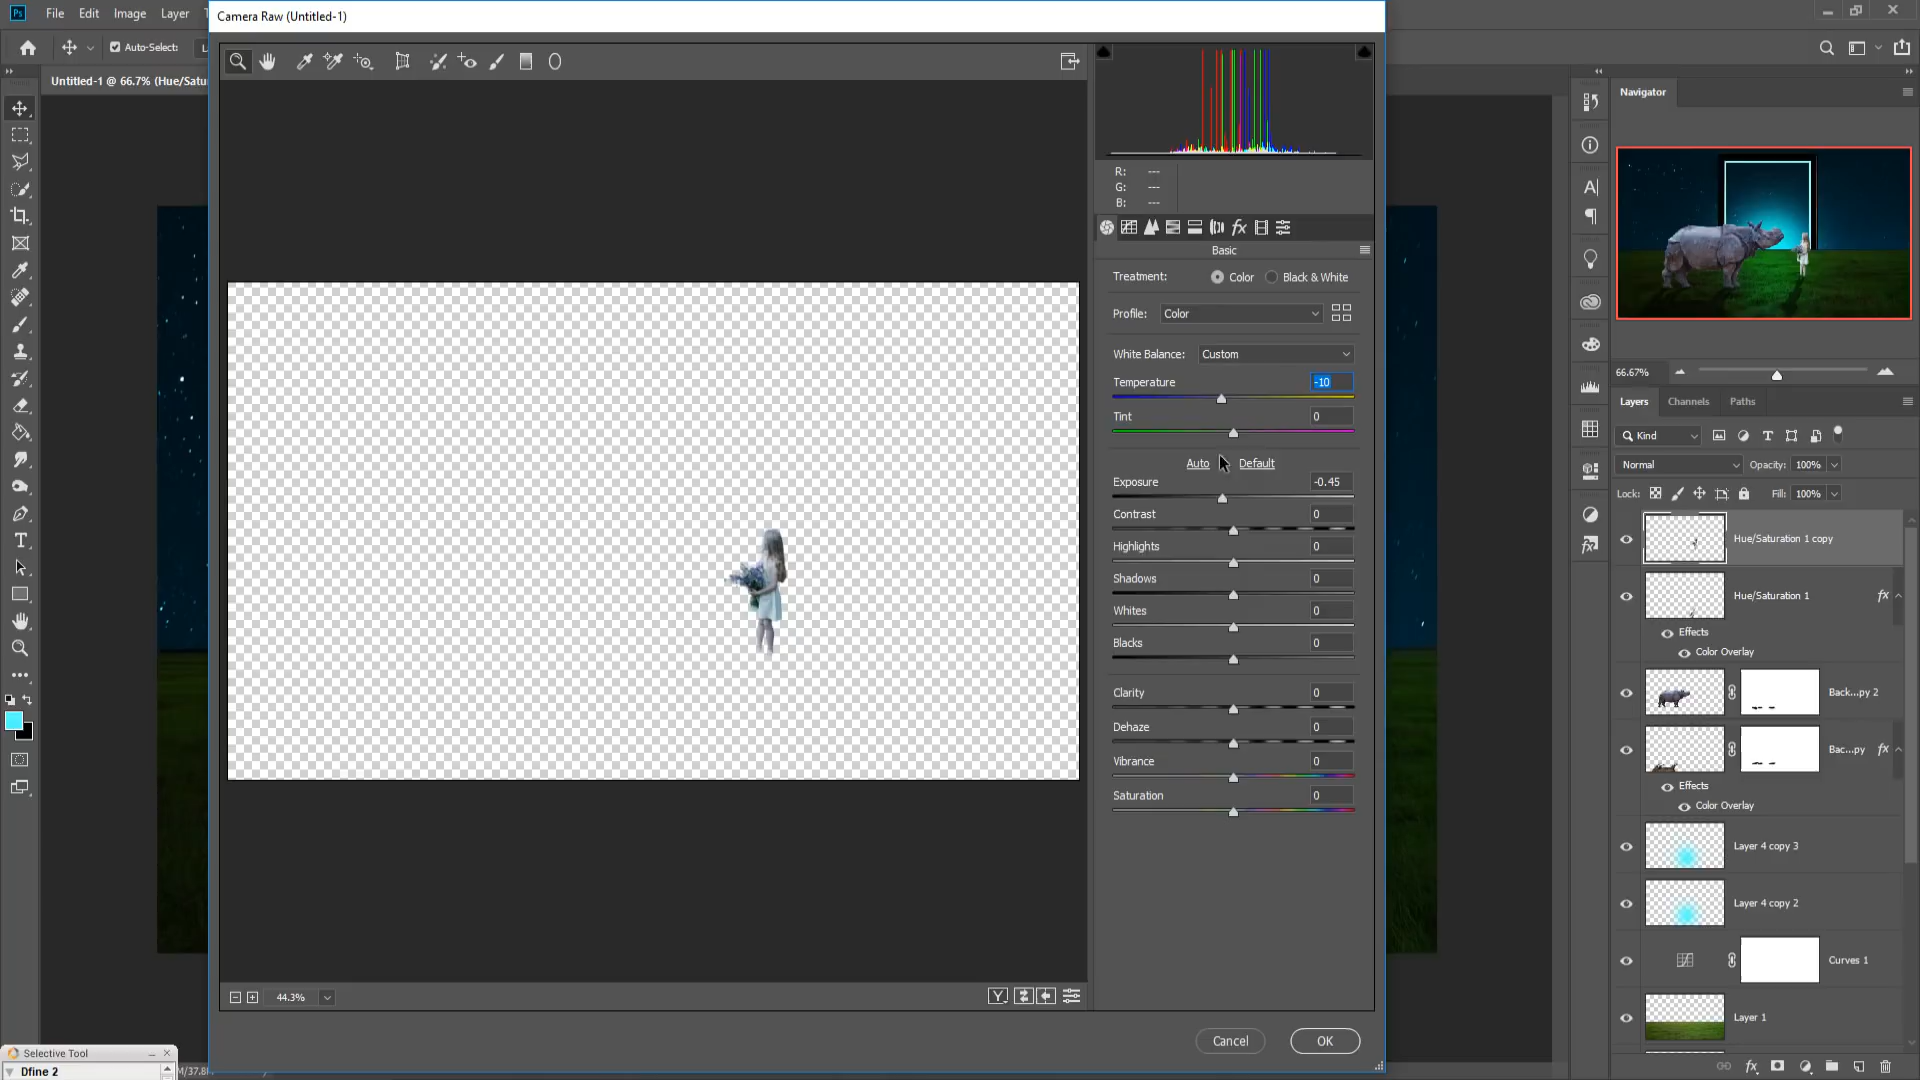 Ps File Edit Image Layer
Camera Raw (Untitled-1)
Auto-Select:
Untitled-1 @ 66.7% (Hue/Satu
R: ---
G: ---
B: ---
Basic
Treatment: Color Black & White
Profile: Color
White Balance: Custom
Temperature -10
Tint 0
Auto Default
Exposure -0.45
Contrast 0
Highlights 0
Shadows 0
Whites 0
Blacks 0
Clarity 0
Dehaze 0
Vibrance 0
Saturation 0
44.3%
Cancel OK
Navigator
66.67%
Layers Channels Paths
Kind
Normal Opacity: 100%
Lock: Fill: 100%
Hue/Saturation 1 copy
Hue/Saturation 1 fx
Effects
Color Overlay
Back...py 2
Bac...py fx
Effects
Color Overlay
Layer 4 copy 3
Layer 4 copy 2
Curves 1
Layer 1
Selective Tool
Dfine 2
M/37.8